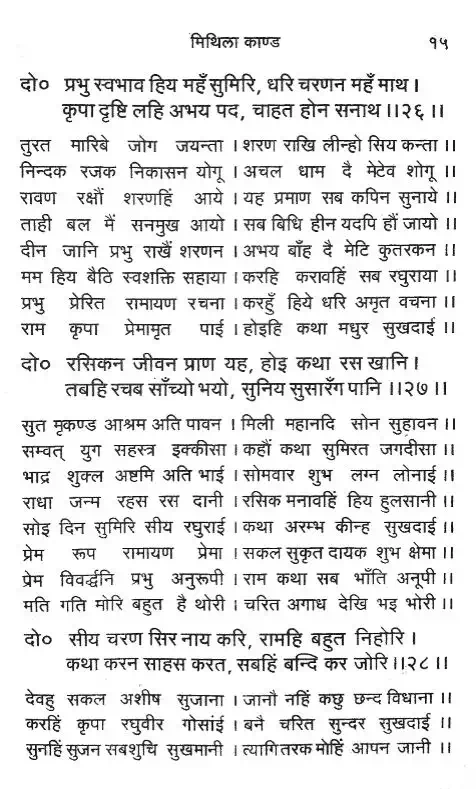 मिथिला काण्ड १५
दो० प्रभु स्वभाव हिय महँ सुमिरि, धरि चरणन महँ माथ ।
कृपा दृष्टि लहि अभय पद, चाहत होन सनाथ ।।२६।।
तुरत मारिबे जोग जयन्ता । शरण राखि लीन्हो सिय कन्ता ।।
निन्दक रजक निकासन योगू । अचल धाम दै मेटेव शोगू ।।
रावण रक्षौं शरणहिं आये । यह प्रमाण सब कपिन सुनाये ।।
ताही बल मैं सनमुख आयो । सब बिधि हीन यदपि हौं जायो ।।
दीन जानि प्रभु राखैं शरणन । अभय बाँह दै मेटि कुतरकन ।।
मम हिय बैठि स्वशक्ति सहाया । करहि करावहिं सब रघुराया ।।
प्रभु प्रेरित रामायण रचना । करहुँ हिये धरि अमृत वचना ।।
राम कृपा प्रेमामृत पाई । होइहि कथा मधुर सुखदाई ।।
दो० रसिकन जीवन प्राण यह, होइ कथा रस खानि ।
तबहि रचब साँच्यो भयो, सुनिय सुसारँग पानि ।।२७।।
सुत मृकण्ड आश्रम अति पावन । मिली महानदि सोन सुहावन ।।
सम्वत् युग सहस्त्र इक्कीसा । कहौं कथा सुमिरत जगदीसा ।।
भाद्र शुक्ल अष्टमि अति भाई । सोमवार शुभ लग्न लोनाई ।।
राधा जन्म रहस रस दानी । रसिक मनावहिं हिय हुलसानी ।।
सोइ दिन सुमिरि सीय रघुराई । कथा अरम्भ कीन्ह सुखदाई ।।
प्रेम रूप रामायण प्रेमा । सकल सुकृत दायक शुभ क्षेमा ।।
प्रेम विवर्द्धनि प्रभु अनुरूपी । राम कथा सब भाँति अनूपी ।।
मति गति मोरि बहुत है थोरी । चरित अगाध देखि भइ भोरी ।।
दो० सीय चरण सिर नाय करि, रामहि बहुत निहोरि ।
कथा करन साहस करत, सबहिं बन्दि कर जोरि ।।२८।।
देवहु सकल अशीष सुजाना । जानौ नहिं कछु छन्द विधाना ।।
करहिं कृपा रघुवीर गोसांई । बनै चरित सुन्दर सुखदाई ।।
सुनहिं सुजन सबशुचि सुखमानी । त्यागि तरक मोहिं आपन जानी ।।